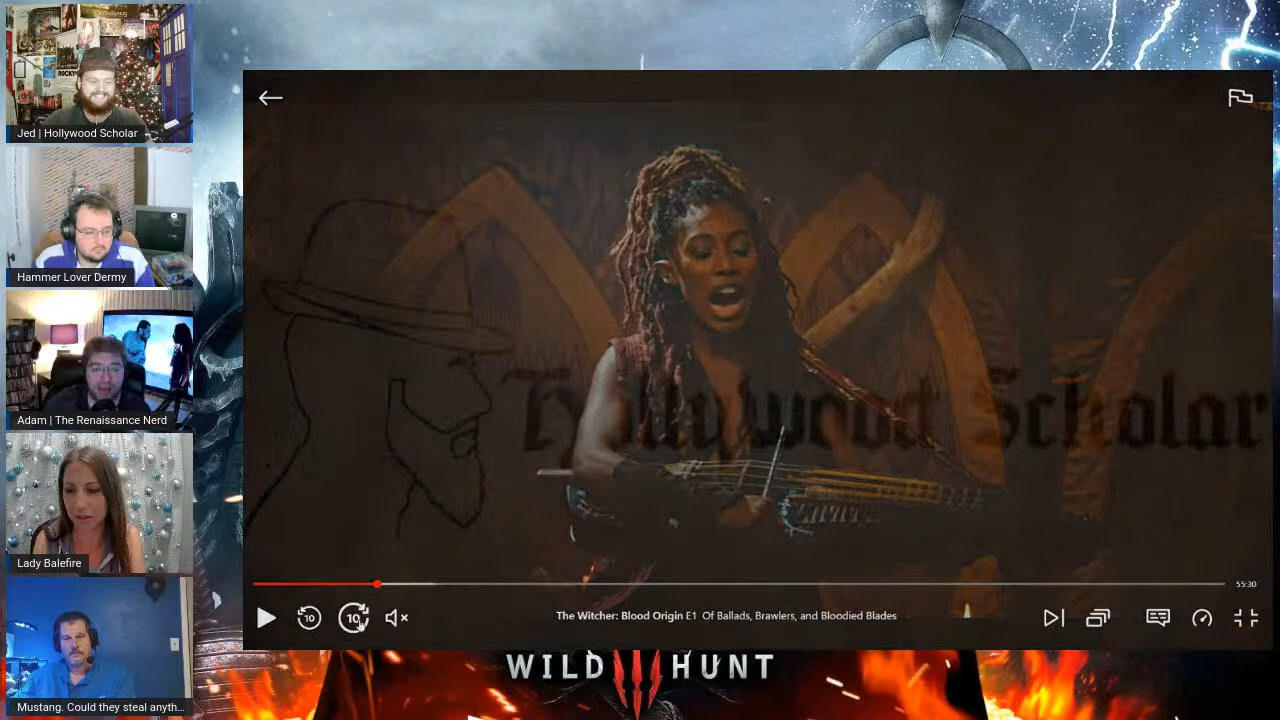 Jed | Hollywood Scholar
Hammer Lover Dermy
Adam | The Renaissance Nerd
Lady Balefire
Mustang. Could they steal anyth...
ROCKY
Hollywood Scholar
55:30
10
10
The Witcher: Blood Origin E1 Of Ballads, Brawlers, and Bloodied Blades
WILD HUNT